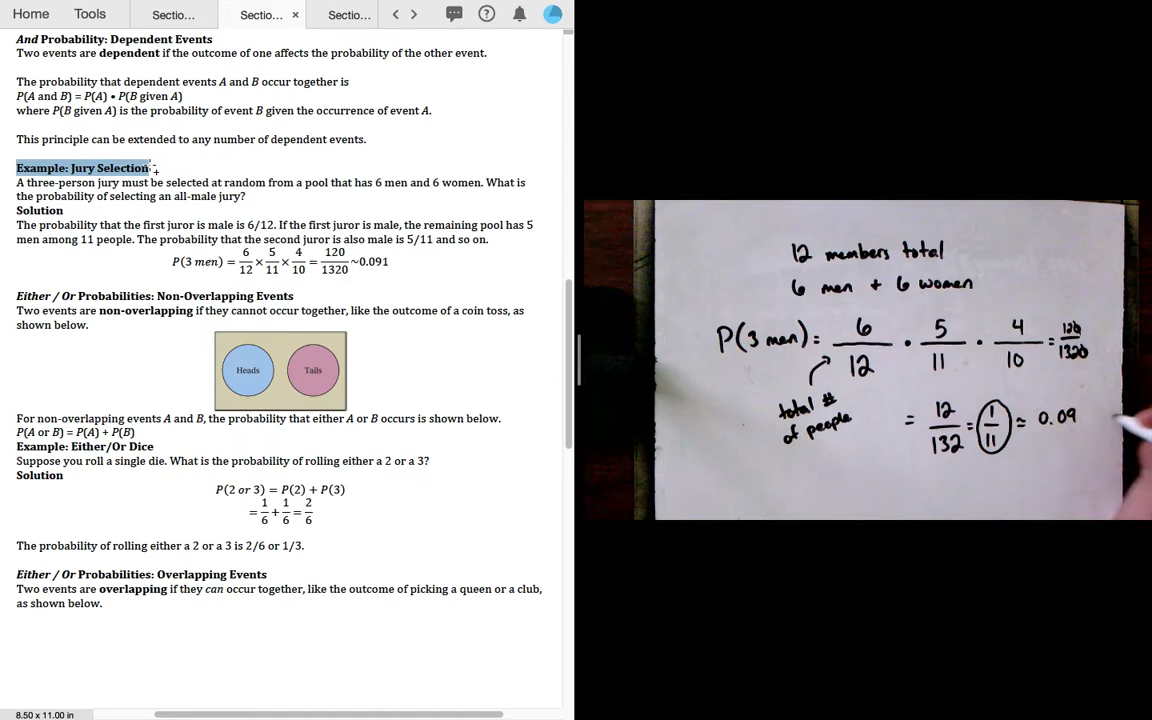 Home Tools Sectio... Sectio... × Sectio...
And Probability: Dependent Events
Two events are dependent if the outcome of one affects the probability of the other event.
The probability that dependent events A and B occur together is
P(A and B) = P(A) • P(B given A)
where P(B given A) is the probability of event B given the occurrence of event A.
This principle can be extended to any number of dependent events.
Example: Jury Selection
A three-person jury must be selected at random from a pool that has 6 men and 6 women. What is
the probability of selecting an all-male jury?
Solution
The probability that the first juror is male is 6/12. If the first juror is male, the remaining pool has 5
men among 11 people. The probability that the second juror is also male is 5/11 and so on.
P(3 men) = 6/12 × 5/11 × 4/10 = 120/1320 ~0.091
Either / Or Probabilities: Non-Overlapping Events
Two events are non-overlapping if they cannot occur together, like the outcome of a coin toss, as
shown below.
Heads Tails
For non-overlapping events A and B, the probability that either A or B occurs is shown below.
P(A or B) = P(A) + P(B)
Example: Either/Or Dice
Suppose you roll a single die. What is the probability of rolling either a 2 or a 3?
Solution
P(2 or 3) = P(2) + P(3)
= 1/6 + 1/6 = 2/6
The probability of rolling either a 2 or a 3 is 2/6 or 1/3.
Either / Or Probabilities: Overlapping Events
Two events are overlapping if they can occur together, like the outcome of picking a queen or a club,
as shown below.
8.50 x 11.00 in
12 members total
6 men + 6 women
P(3 men) = 6/12 • 5/11 • 4/10 = 120/1320
total #
of people
= 12/132 = 1/11 ≈ 0.09